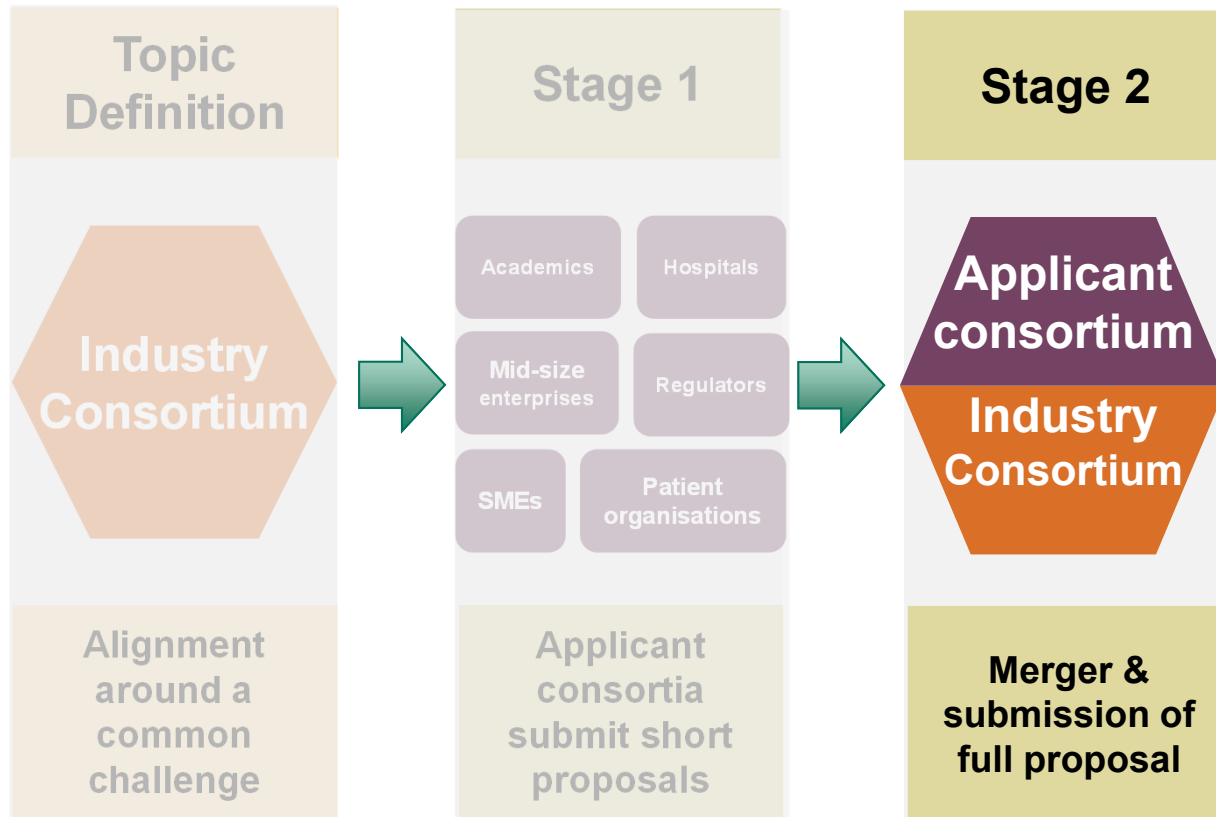 Topic
Definition
Industry
Consortium
Alignment
around a
common
challenge
Stage 1
Academics
Hospitals
Mid-size
enterprises
Regulators
SMEs
Patient
organisations
Applicant
consortia
submit short
proposals
Stage 2
Applicant
consortium
Industry
Consortium
Merger &
submission of
full proposal